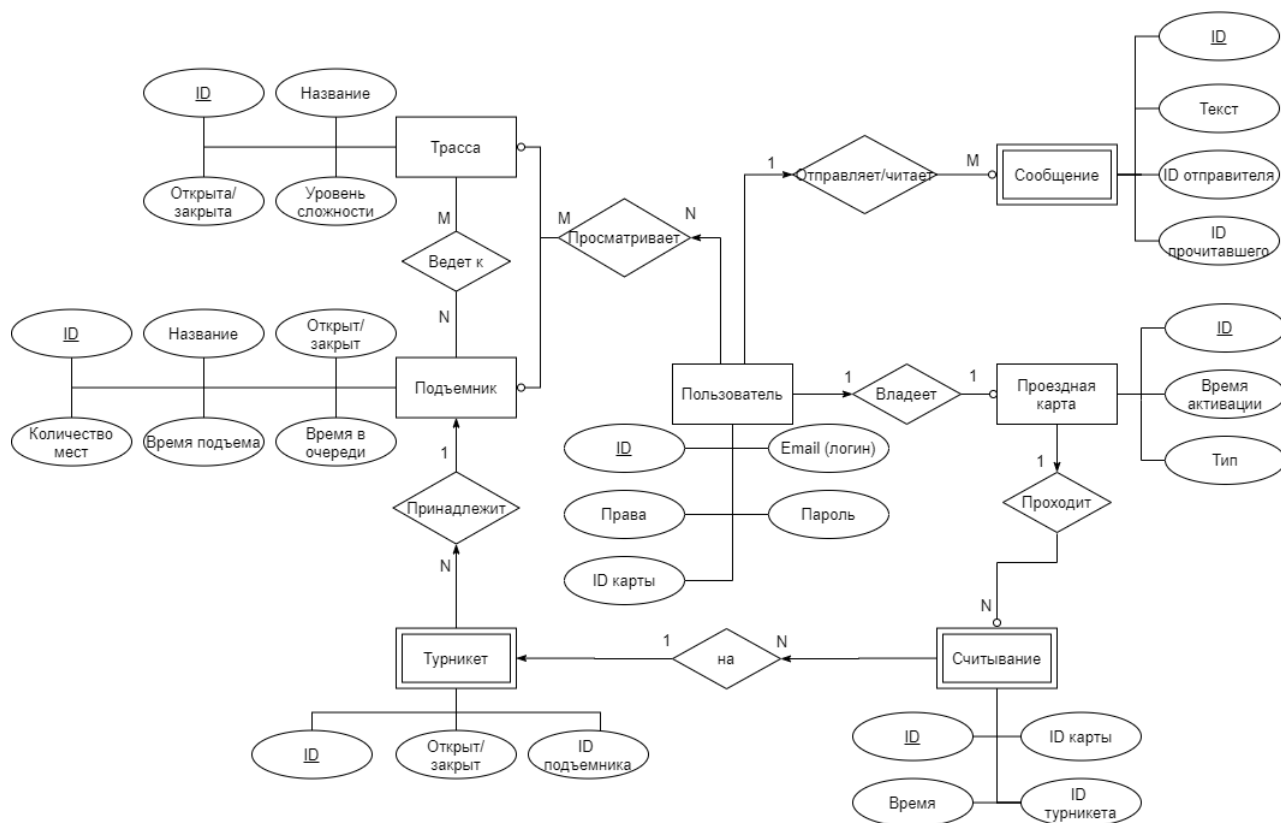 ID
Название
Трасса
Открыта/
закрыта
Уровень
сложности
M
Ведет к
N
ID
Название
Открыт/
закрыт
Подъемник
Количество
мест
Время подъема
Время в
очереди
1
Принадлежит
N
Турникет
ID
Открыт/
закрыт
ID
подъемника
M
Просматривает
N
1
Отправляет/читает
M
Сообщение
ID
Текст
ID отправителя
ID
прочитавшего
Пользователь
1
Владеет
1
Проездная
карта
ID
Время
активации
Тип
ID
Email (логин)
Права
Пароль
ID карты
1
Проходит
N
1
на
N
Считывание
ID
ID карты
Время
ID
турникета